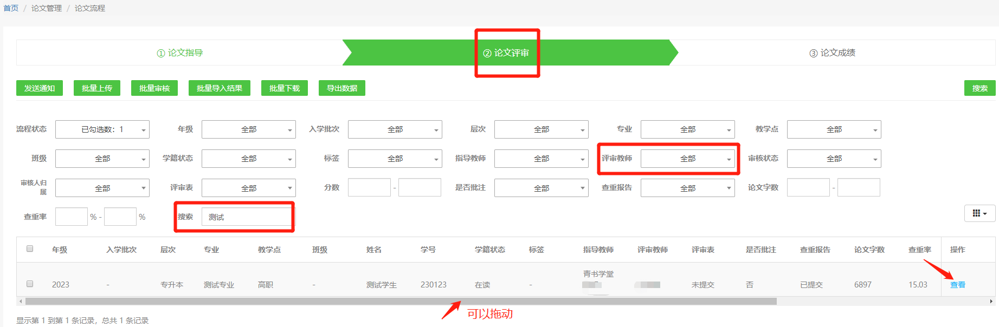 首页 / 论文管理 / 论文流程
① 论文指导
② 论文评审
③ 论文成绩
发送通知 批量上传 批量审核 批量导入结果 批量下载 导出数据 搜索
流程状态 已勾选数：1 年级 全部 入学批次 全部 层次 全部 专业 全部 教学点 全部
班级 全部 学籍状态 全部 标签 全部 指导教师 全部 评审教师 全部 审核状态 全部
审核人归属 全部 评审表 全部 分数 - 是否批注 全部 查重报告 全部 论文字数 -
查重率 % - % 搜索 测试
年级 入学批次 层次 专业 教学点 班级 姓名 学号 学籍状态 标签 指导教师 评审教师 评审表 是否批注 查重报告 论文字数 查重率 操作
青书学堂
2023 - 专升本 测试专业 高职 - 测试学生 230123 在读 - 未提交 否 已提交 6897 15.03 查看
可以拖动
显示第 1 到第 1 条记录，总共 1 条记录